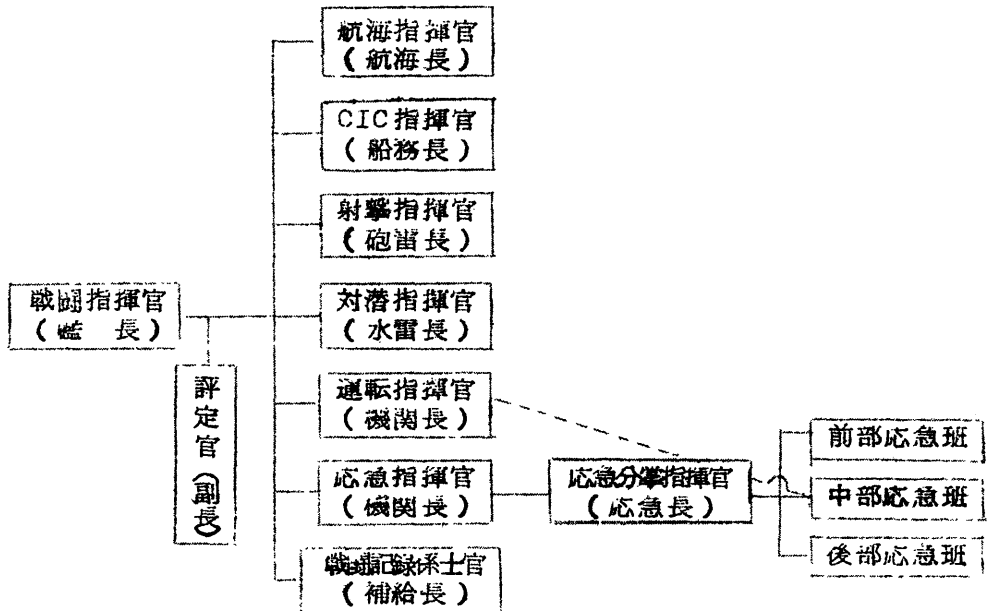 航海指揮官
(航海長)
CIC指揮官
(船務長)
射撃指揮官
(砲雷長)
戦闘指揮官
(艦 長)
対潜指揮官
(水雷長)
評定官(副長)
運転指揮官
(機関長)
応急指揮官
(機関長)
応急分掌指揮官
(応急長)
前部応急班
中部応急班
後部応急班
戦闘記録係士官
(補給長)